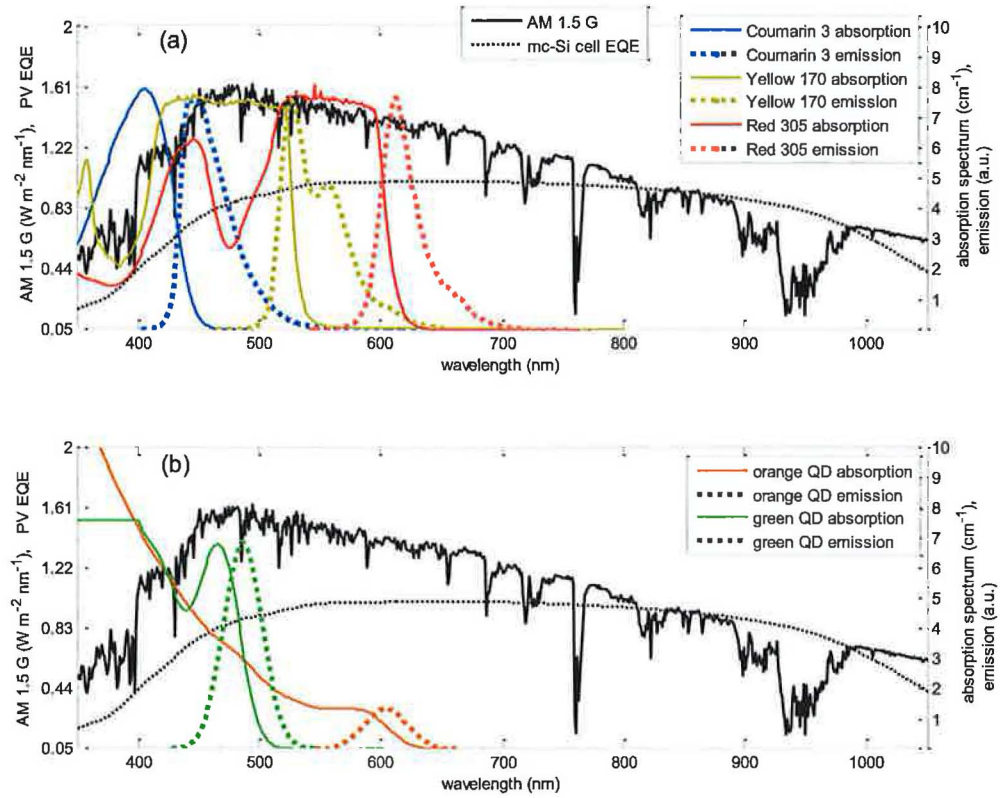 (a)
AM 1.5 G
mc-Si cell EQE
Coumarin 3 absorption
Coumarin 3 emission
Yellow 170 absorption
Yellow 170 emission
Red 305 absorption
Red 305 emission
AM 1.5 G (W m⁻² nm⁻¹), PV EQE
2
1.61
1.22
0.83
0.44
0.05
10
9
8
7
6
5
4
3
2
1
absorption spectrum (cm⁻¹),
emission (a.u.)
400 500 600 700 800 900 1000
wavelength (nm)
(b)
orange QD absorption
orange QD emission
green QD absorption
green QD emission
AM 1.5 G (W m⁻² nm⁻¹), PV EQE
2
1.61
1.22
0.83
0.44
0.05
10
9
8
7
6
5
4
3
2
1
absorption spectrum (cm⁻¹),
emission (a.u.)
400 500 600 700 800 900 1000
wavelength (nm)